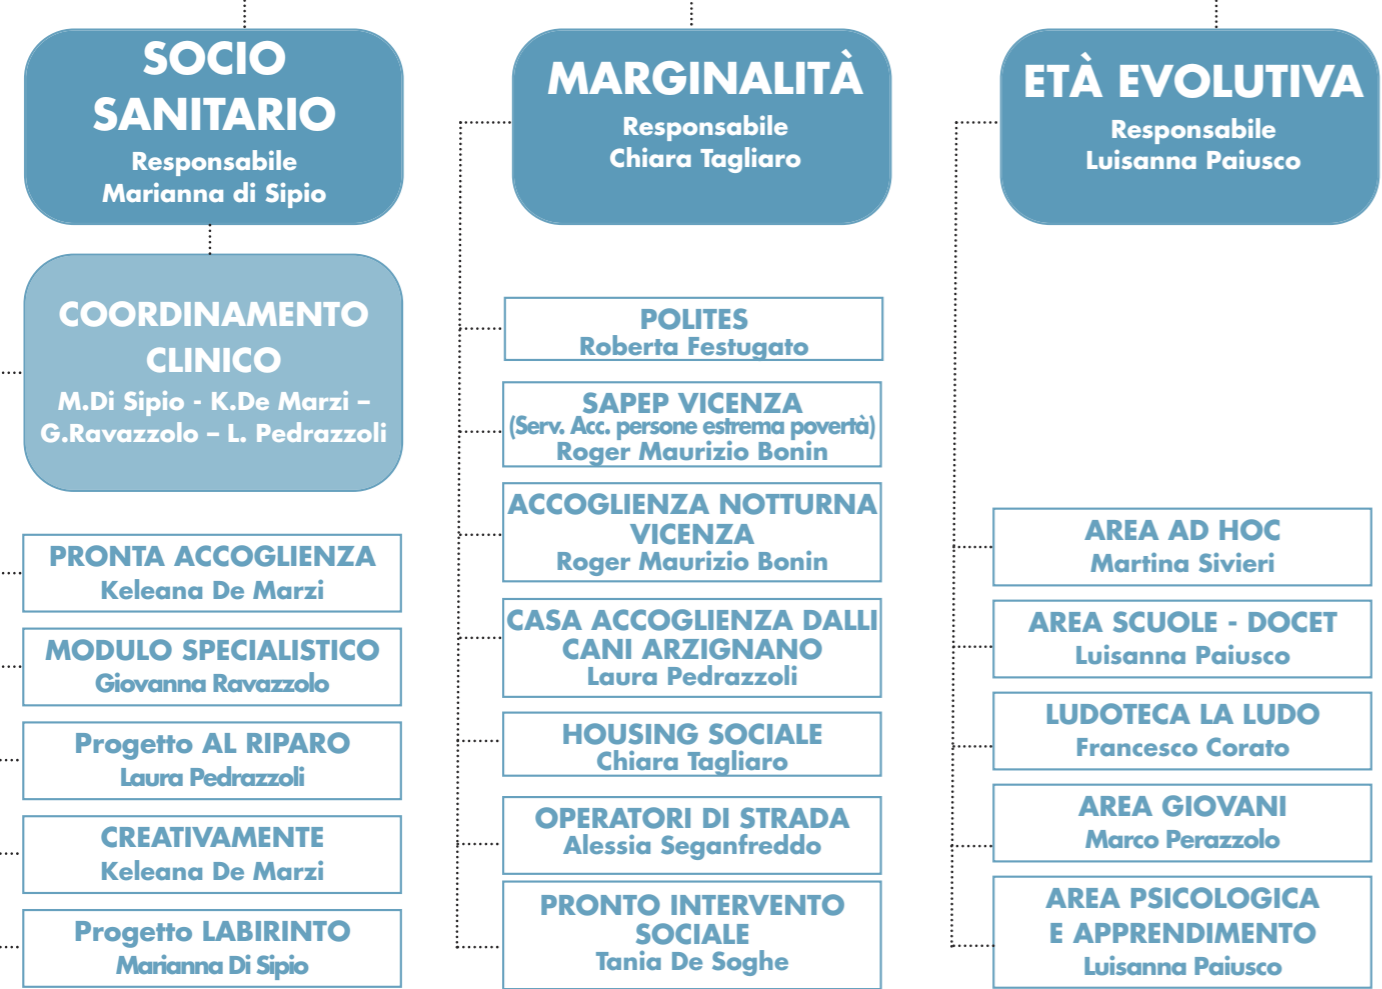 SOCIO
SANITARIO
Responsabile
Marianna di Sipio
COORDINAMENTO
CLINICO
M.Di Sipio - K.De Marzi –
G.Ravazzolo – L. Pedrazzoli
PRONTA ACCOGLIENZA
Keleana De Marzi
MODULO SPECIALISTICO
Giovanna Ravazzolo
Progetto AL RIPARO
Laura Pedrazzoli
CREATIVAMENTE
Keleana De Marzi
Progetto LABIRINTO
Marianna Di Sipio
MARGINALITÀ
Responsabile
Chiara Tagliaro
POLITES
Roberta Festugato
SAPEP VICENZA
(Serv. Acc. persone estrema povertà)
Roger Maurizio Bonin
ACCOGLIENZA NOTTURNA
VICENZA
Roger Maurizio Bonin
CASA ACCOGLIENZA DALLI
CANI ARZIGNANO
Laura Pedrazzoli
HOUSING SOCIALE
Chiara Tagliaro
OPERATORI DI STRADA
Alessia Seganfreddo
PRONTO INTERVENTO
SOCIALE
Tania De Soghe
ETÀ EVOLUTIVA
Responsabile
Luisanna Paiusco
AREA AD HOC
Martina Sivieri
AREA SCUOLE - DOCET
Luisanna Paiusco
LUDOTECA LA LUDO
Francesco Corato
AREA GIOVANI
Marco Perazzolo
AREA PSICOLOGICA
E APPRENDIMENTO
Luisanna Paiusco